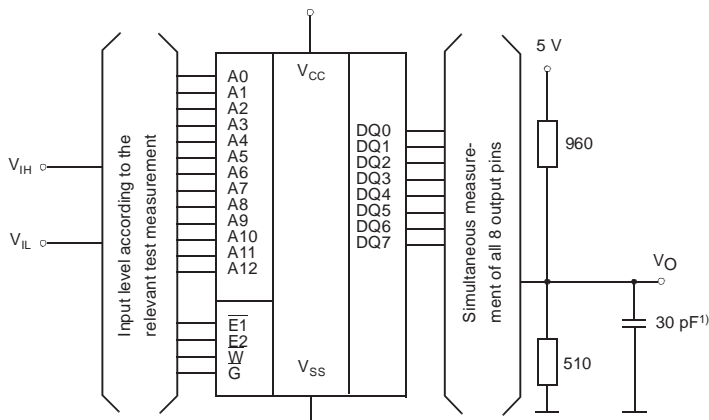 V_IH
V_IL
Input level according to the
relevant test measurement
V_CC
A0
A1
A2
A3
A4
A5
A6
A7
A8
A9
A10
A11
A12
E̅1̅
E2
W̅
G̅
V_SS
DQ0
DQ1
DQ2
DQ3
DQ4
DQ5
DQ6
DQ7
Simultaneous measure-
ment of all 8 output pins
5 V
960
V_O
30 pF¹⁾
510